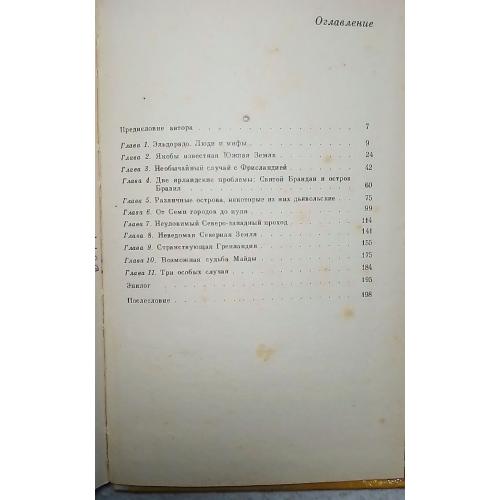 Оглавление
Предисловие автора 7
Глава 1. Эльдорадо. Люди и мифы 9
Глава 2. Якобы известная Южная Земля 24
Глава 3. Необычайный случай с Фрисландией 42
Глава 4. Две ирландские проблемы: Святой Брандан и остров
Бразил 60
Глава 5. Различные острова, некоторые из них дьявольские 75
Глава 6. От Семи городов до нуля 99
Глава 7. Неуловимый Северо-западный проход 114
Глава 8. Неведомая Северная Земля 141
Глава 9. Странствующая Гренландия 155
Глава 10. Возможная судьба Майды 175
Глава 11. Три особых случая 184
Эпилог 195
Послесловие 198